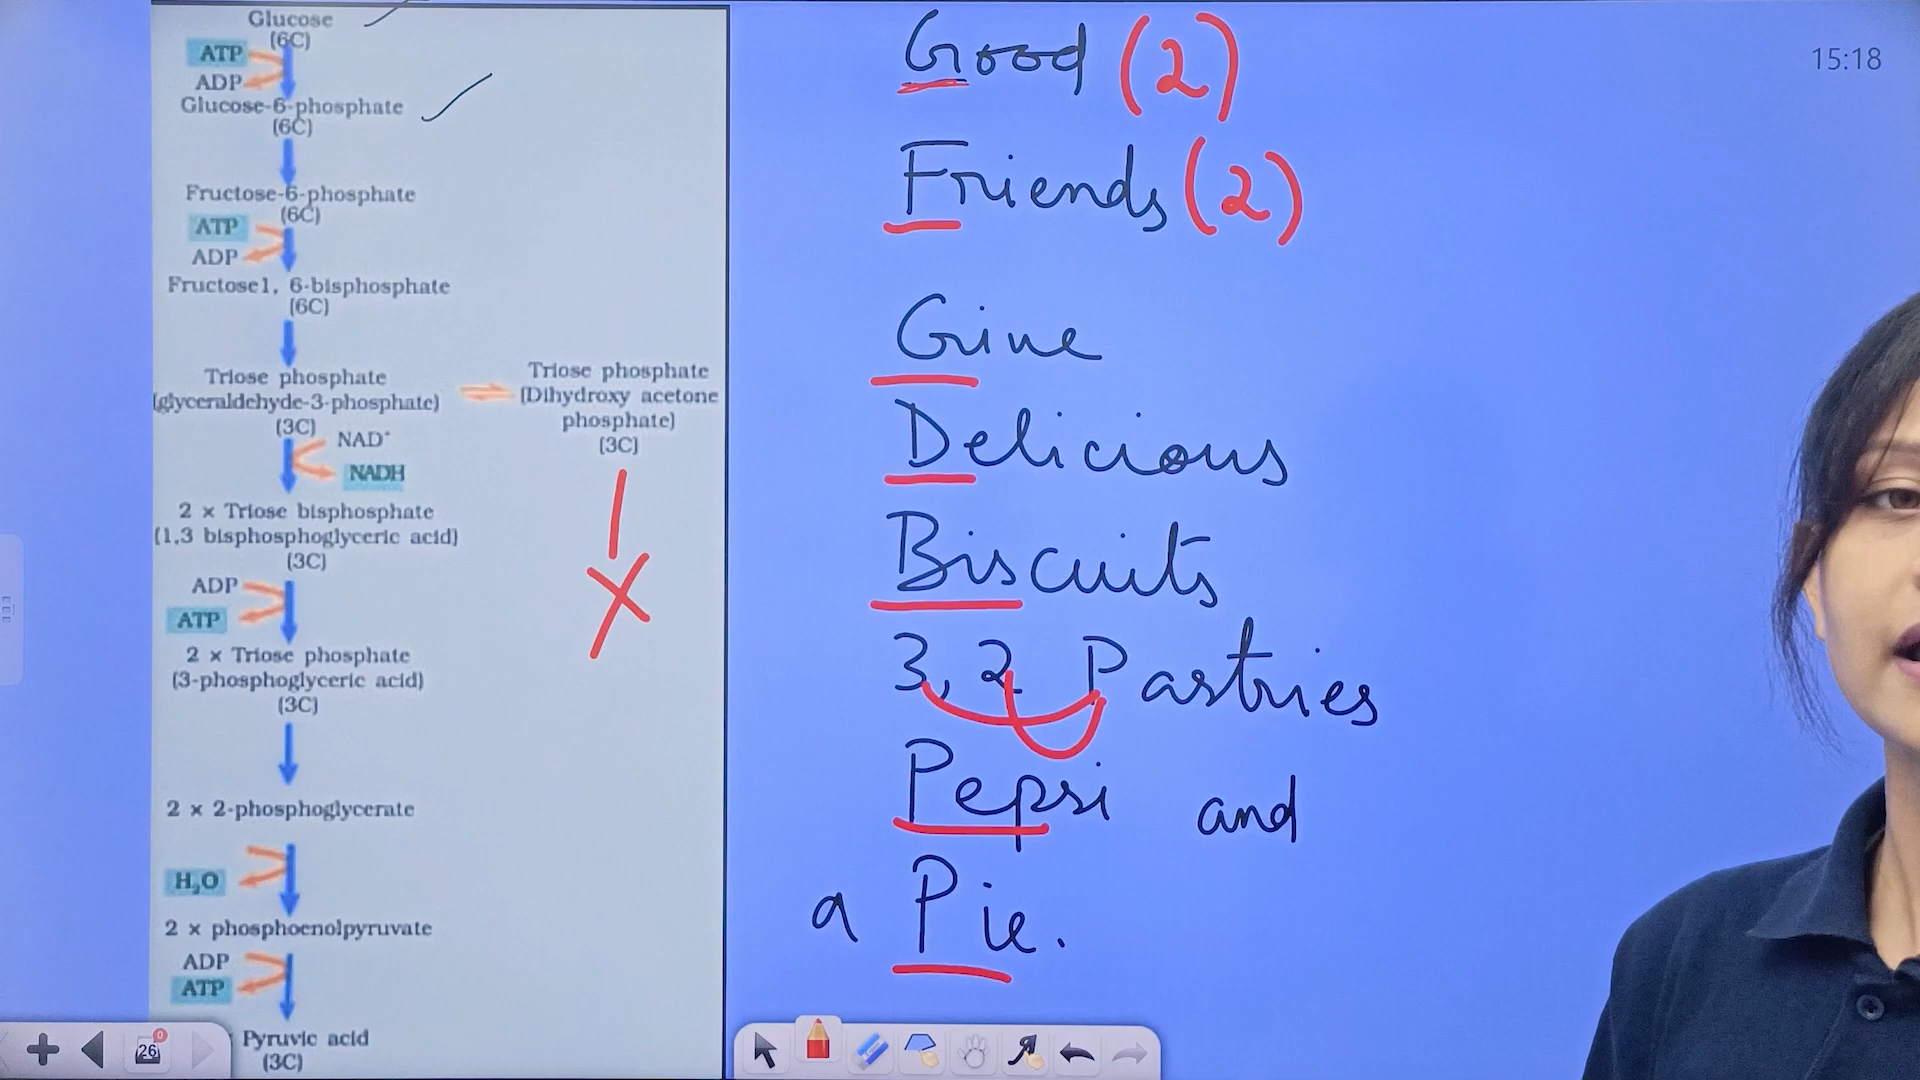 Glucose
(6C)
ATP
ADP
Glucose-6-phosphate
(6C)
Fructose-6-phosphate
(6C)
ATP
ADP
Fructose1, 6-bisphosphate
(6C)
Triose phosphate
(glyceraldehyde-3-phosphate)
(3C)
Triose phosphate
(Dihydroxy acetone
phosphate)
(3C)
NAD+
NADH
2 × Triose bisphosphate
(1,3 bisphosphoglyceric acid)
(3C)
ADP
ATP
2 × Triose phosphate
(3-phosphoglyceric acid)
(3C)
2 × 2-phosphoglycerate
H2O
2 × phosphoenolpyruvate
ADP
ATP
Pyruvic acid
(3C)
Good (2)
Friends (2)
Give
Delicious
Biscuits
3, 2 Pastries
Pepsi and
a Pie.
15:18
26
0